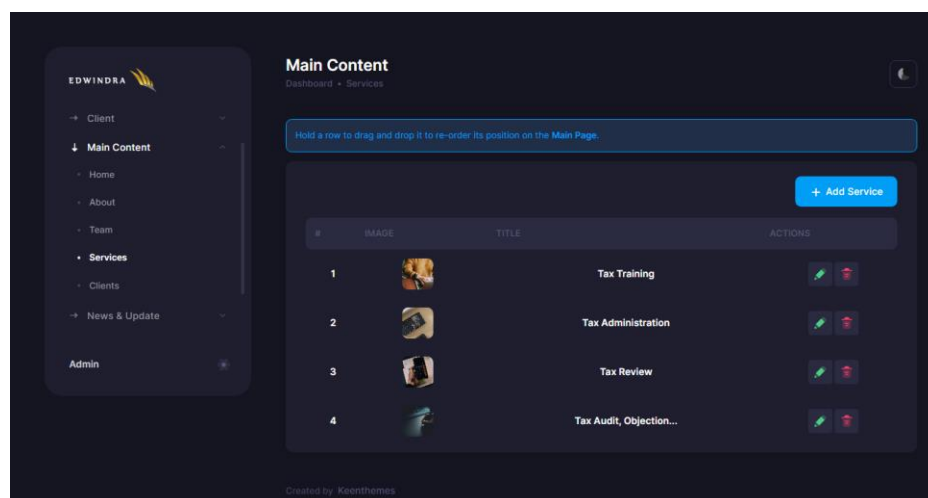 EDWINDRA
Client
Main Content
Home
About
Team
Services
Clients
News & Update
Admin
Main Content
Dashboard • Services
Hold a row to drag and drop it to re-order its position on the Main Page.
+ Add Service
# IMAGE TITLE ACTIONS
1 Tax Training
2 Tax Administration
3 Tax Review
4 Tax Audit, Objection...
Created by Keenthemes